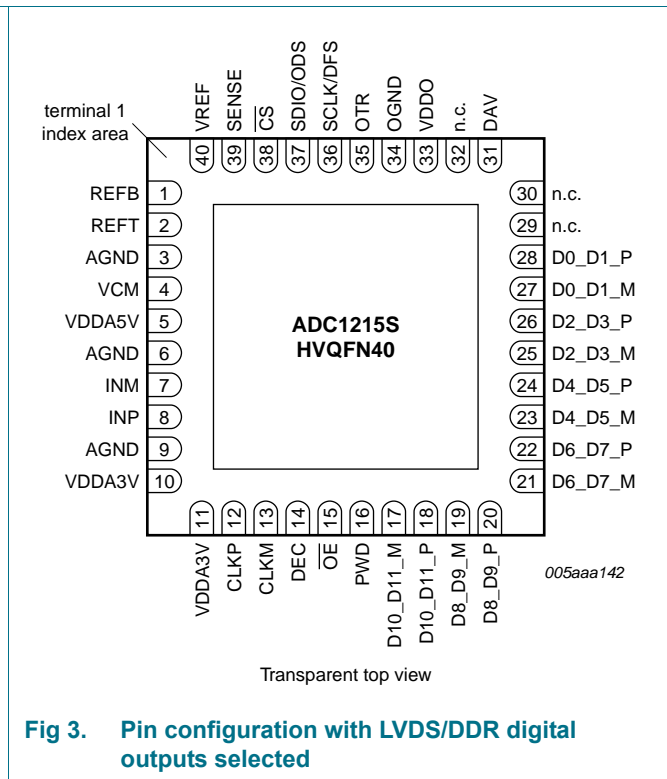 terminal 1
index area
VREF
SENSE
CS
SDIO/ODS
SCLK/DFS
OTR
OGND
VDDO
n.c.
DAV
40
39
38
37
36
35
34
33
32
31
REFB 1
REFT 2
AGND 3
VCM 4
VDDA5V 5
AGND 6
INM 7
INP 8
AGND 9
VDDA3V 10
ADC1215S
HVQFN40
30 n.c.
29 n.c.
28 D0_D1_P
27 D0_D1_M
26 D2_D3_P
25 D2_D3_M
24 D4_D5_P
23 D4_D5_M
22 D6_D7_P
21 D6_D7_M
11
12
13
14
15
16
17
18
19
20
VDDA3V
CLKP
CLKM
DEC
OE
PWD
D10_D11_M
D10_D11_P
D8_D9_M
D8_D9_P
005aaa142
Transparent top view
Fig 3. Pin configuration with LVDS/DDR digital
outputs selected